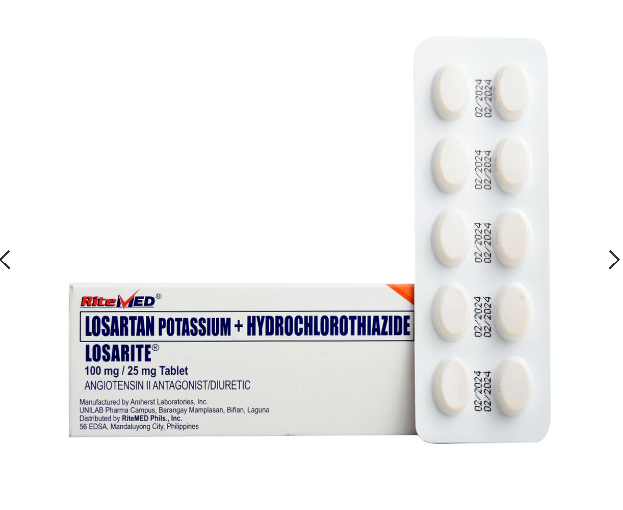 RiteMED®
LOSARTAN POTASSIUM + HYDROCHLOROTHIAZIDE
LOSARITE®
100 mg / 25 mg Tablet
ANGIOTENSIN II ANTAGONIST/DIURETIC
Manufactured by Amherst Laboratories, Inc.
UNILAB Pharma Campus, Barangay Mamplasan, Biñan, Laguna
Distributed by RiteMED Phils., Inc.
56 EDSA, Mandaluyong City, Philippines
02/2024
02/2024
02/2024
02/2024
02/2024
02/2024
02/2024
02/2024
02/2024
02/2024